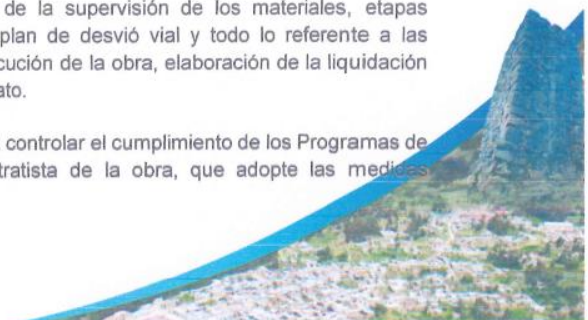 de la supervisión de los materiales, etapas
plan de desvió vial y todo lo referente a las
cución de la obra, elaboración de la liquidación
ato.
controlar el cumplimiento de los Programas de
tratista de la obra, que adopte las medidas